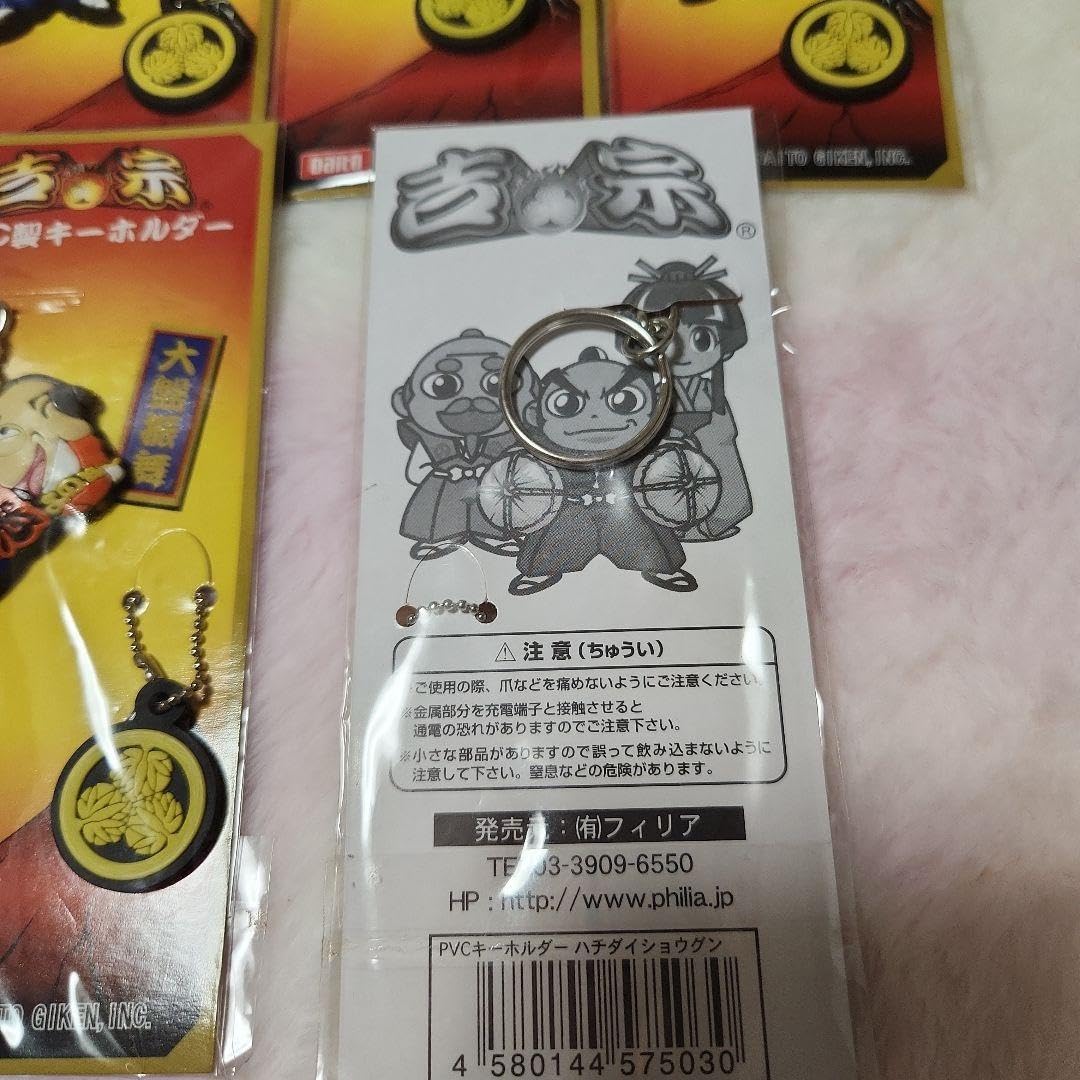 Daito
DAITO GIKEN, INC.
吉宗
C製キーホルダー
大盤振舞
TO GIKEN, INC.
吉宗®
⚠ 注意(ちゅうい)
※ご使用の際、爪などを痛めないようにご注意ください。
※金属部分を充電端子と接触させると
通電の恐れがありますのでご注意下さい。
※小さな部品がありますので誤って飲み込まないように
注意して下さい。窒息などの危険があります。
発売元:(有)フィリア
TEL 03-3909-6550
HP : http://www.philia.jp
PVCキーホルダー ハチダイショウグン
4 580144 575030